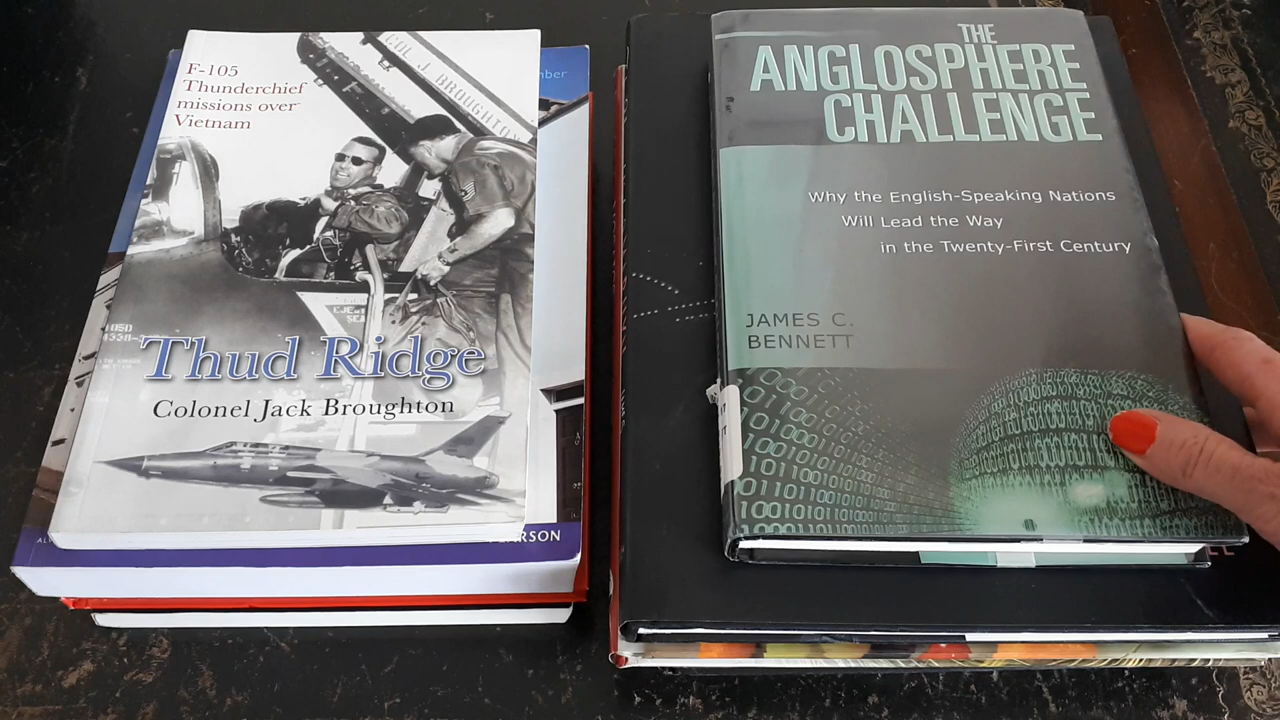 F-105
Thunderchief
missions over
Vietnam
COL J BROUGHTON
Thud Ridge
Colonel Jack Broughton
THE
ANGLOSPHERE
CHALLENGE
Why the English-Speaking Nations
Will Lead the Way
in the Twenty-First Century
JAMES C.
BENNETT